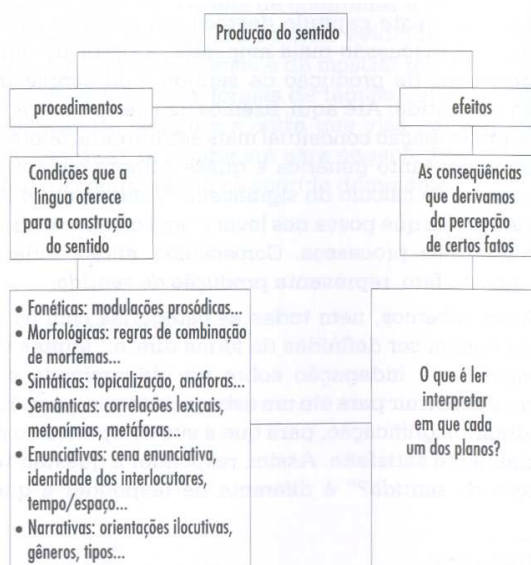 Produção do sentido
procedimentos
efeitos
Condições que a
língua oferece
para a construção
do sentido
As conseqüências
que derivamos
da percepção
de certos fatos
• Fonéticas: modulações prosódicas...
• Morfológicas: regras de combinação
de morfemas...
• Sintáticas: topicalização, anáforas...
• Semânticas: correlações lexicais,
metonímias, metáforas...
• Enunciativas: cena enunciativa,
identidade dos interlocutores,
tempo/espaço...
• Narrativas: orientações ilocutivas,
gêneros, tipos...
O que é ler
interpretar
em que cada
um dos planos?